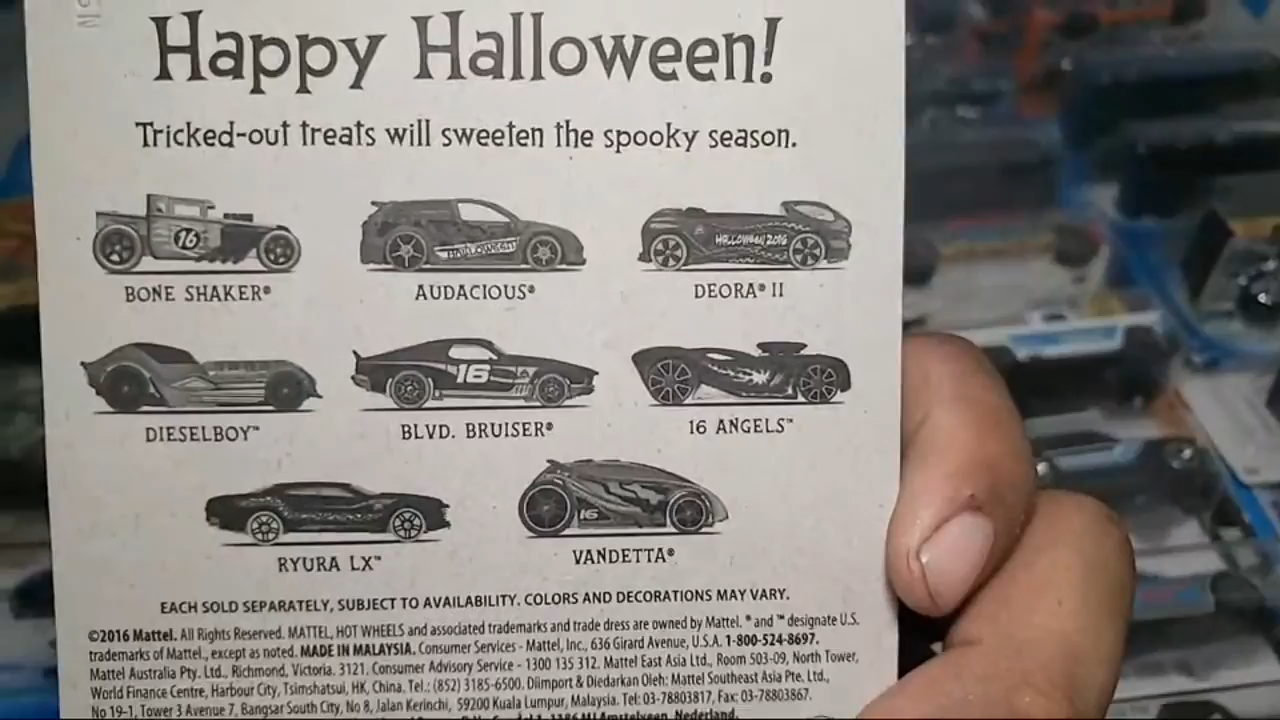 Happy Halloween!
Tricked-out treats will sweeten the spooky season.
16
HALLOWEEN
HALLOWEEN 2016
BONE SHAKER®
AUDACIOUS®
DEORA® II
16
DIESELBOY™
BLVD. BRUISER®
16 ANGELS™
16
RYURA LX™
VANDETTA®
EACH SOLD SEPARATELY, SUBJECT TO AVAILABILITY. COLORS AND DECORATIONS MAY VARY.
©2016 Mattel. All Rights Reserved. MATTEL, HOT WHEELS and associated trademarks and trade dress are owned by Mattel. ® and ™ designate U.S.
trademarks of Mattel., except as noted. MADE IN MALAYSIA. Consumer Services - Mattel, Inc., 636 Girard Avenue, U.S.A. 1-800-524-8697.
Mattel Australia Pty. Ltd., Richmond, Victoria. 3121. Consumer Advisory Service - 1300 135 312. Mattel East Asia Ltd., Room 503-09, North Tower,
World Finance Centre, Harbour City, Tsimshatsui, HK, China. Tel.: (852) 3185-6500. Diimport & Diedarkan Oleh: Mattel Southeast Asia Pte. Ltd.,
No 19-1, Tower 3 Avenue 7, Bangsar South City, No 8, Jalan Kerinchi, 59200 Kuala Lumpur, Malaysia. Tel: 03-78803817, Fax: 03-78803867.
Amstelveen, Nederland.